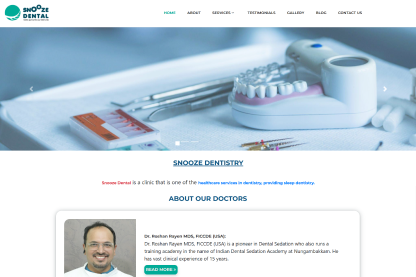 SNOOZE
DENTAL
HOME ABOUT SERVICES TESTIMONIALS GALLERY BLOG CONTACT US
SNOOZE DENTISTRY
Snooze Dental is a clinic that is one of the healthcare services in dentistry, providing sleep dentistry.
ABOUT OUR DOCTORS
Dr. Roshan Rayen MDS, FICCDE (USA):
Dr. Roshan Rayen MDS, FICCDE (USA) is a pioneer in Dental Sedation who also runs a
training academy in the name of Indian Dental Sedation Academy at Nungambakkam. He
has vast clinical experience of 15 years.
READ MORE »